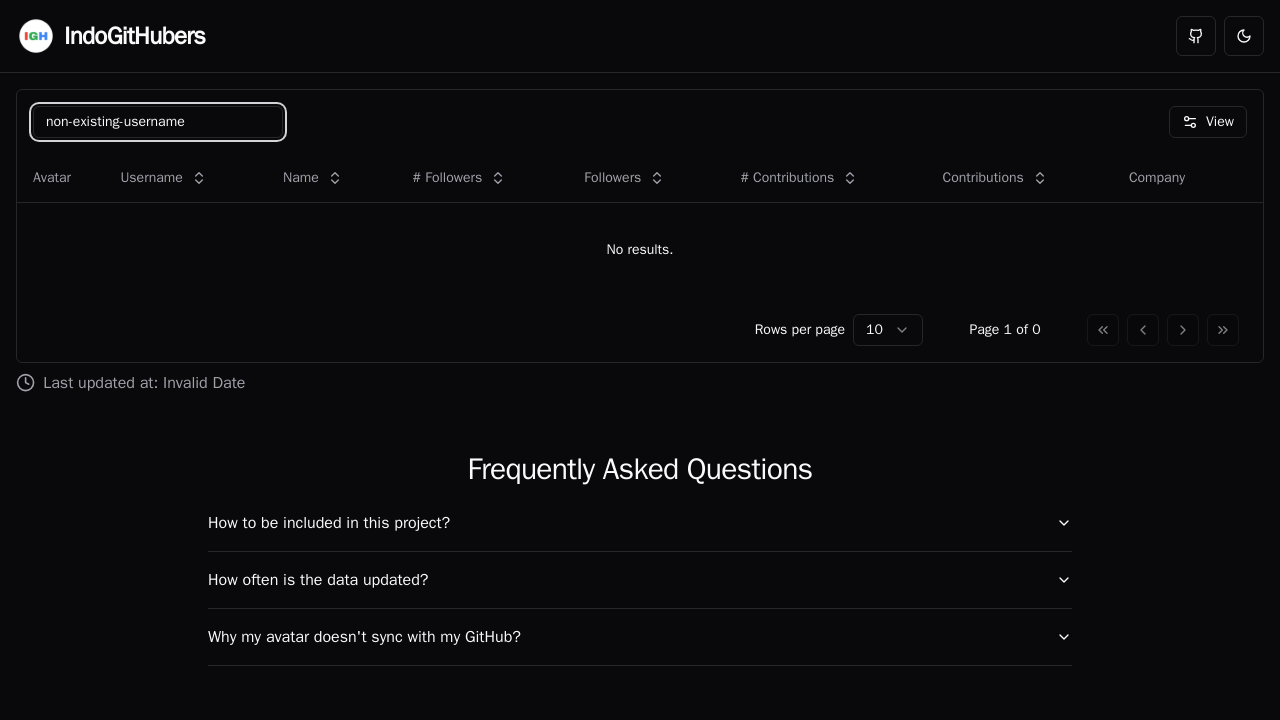 IGH IndoGitHubers
non-existing-username
View
Avatar Username Name # Followers Followers # Contributions Contributions Company
No results.
Rows per page 10 Page 1 of 0
Last updated at: Invalid Date
Frequently Asked Questions
How to be included in this project?
How often is the data updated?
Why my avatar doesn't sync with my GitHub?